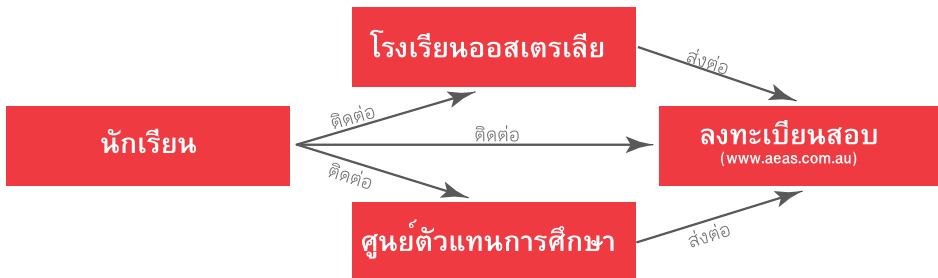 โรงเรียนออสเตรเลีย
ส่งต่อ
ติดต่อ
นักเรียน
ติดต่อ
ลงทะเบียนสอบ
(www.aeas.com.au)
ติดต่อ
ศูนย์ตัวแทนการศึกษา
ส่งต่อ